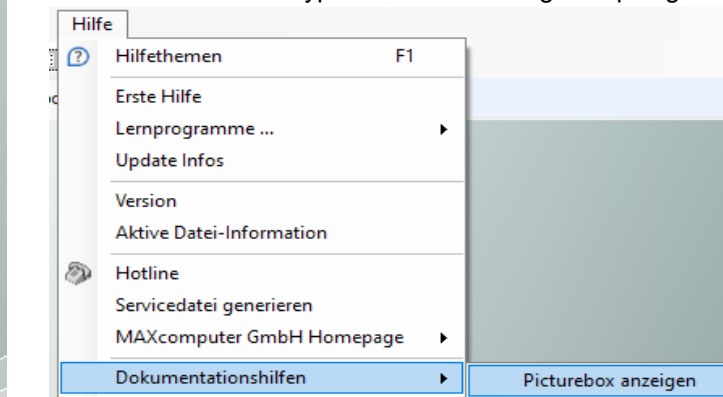 Hilfe
Hilfethemen F1
Erste Hilfe
Lernprogramme ...
Update Infos
Version
Aktive Datei-Information
Hotline
Servicedatei generieren
MAXcomputer GmbH Homepage
Dokumentationshilfen Picturebox anzeigen